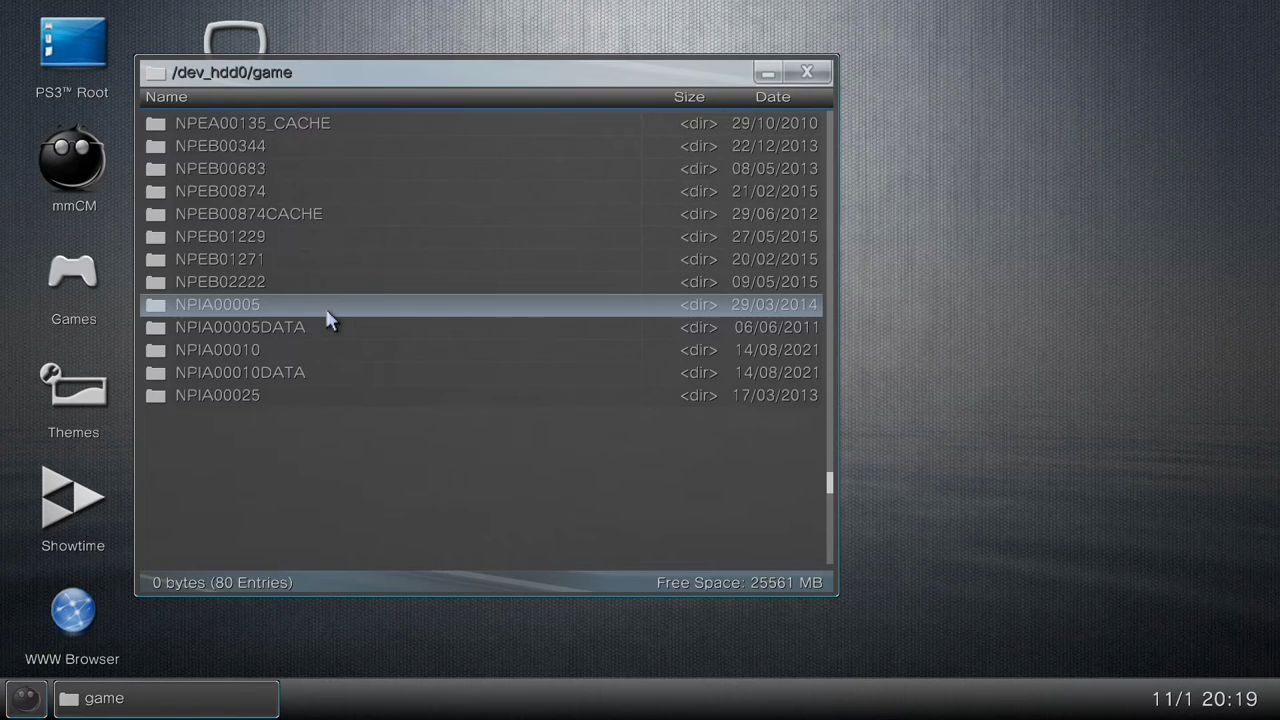 PS3™ Root
mmCM
Games
Themes
Showtime
WWW Browser
/dev_hdd0/game
X
Name Size Date
NPEA00135_CACHE <dir> 29/10/2010
NPEB00344 <dir> 22/12/2013
NPEB00683 <dir> 08/05/2013
NPEB00874 <dir> 21/02/2015
NPEB00874CACHE <dir> 29/06/2012
NPEB01229 <dir> 27/05/2015
NPEB01271 <dir> 20/02/2015
NPEB02222 <dir> 09/05/2015
NPIA00005 <dir> 29/03/2014
NPIA00005DATA <dir> 06/06/2011
NPIA00010 <dir> 14/08/2021
NPIA00010DATA <dir> 14/08/2021
NPIA00025 <dir> 17/03/2013
0 bytes (80 Entries) Free Space: 25561 MB
game
11/1 20:19